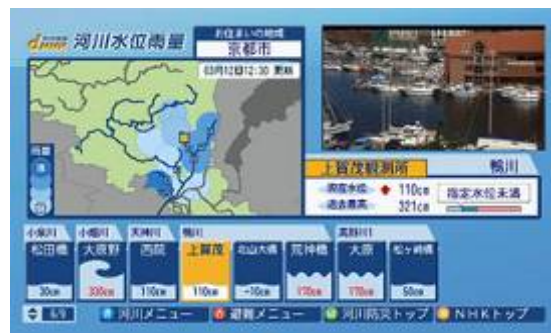 dデータ 河川水位雨量
お住まいの地域
京都市
03月12日12:30 更新
雨量
上賀茂観測所
鴨川
現在水位
110cm
指定水位未満
過去最高
321cm
小泉川
小畑川
天神川
鴨川
高野川
松田橋
大原野
西院
上賀茂
北山大橋
荒神橋
大原
松ヶ崎橋
30cm
330cm
110cm
110cm
-10cm
170cm
170cm
50cm
河川メニュー
避難メニュー
河川防災トップ
NHKトップ